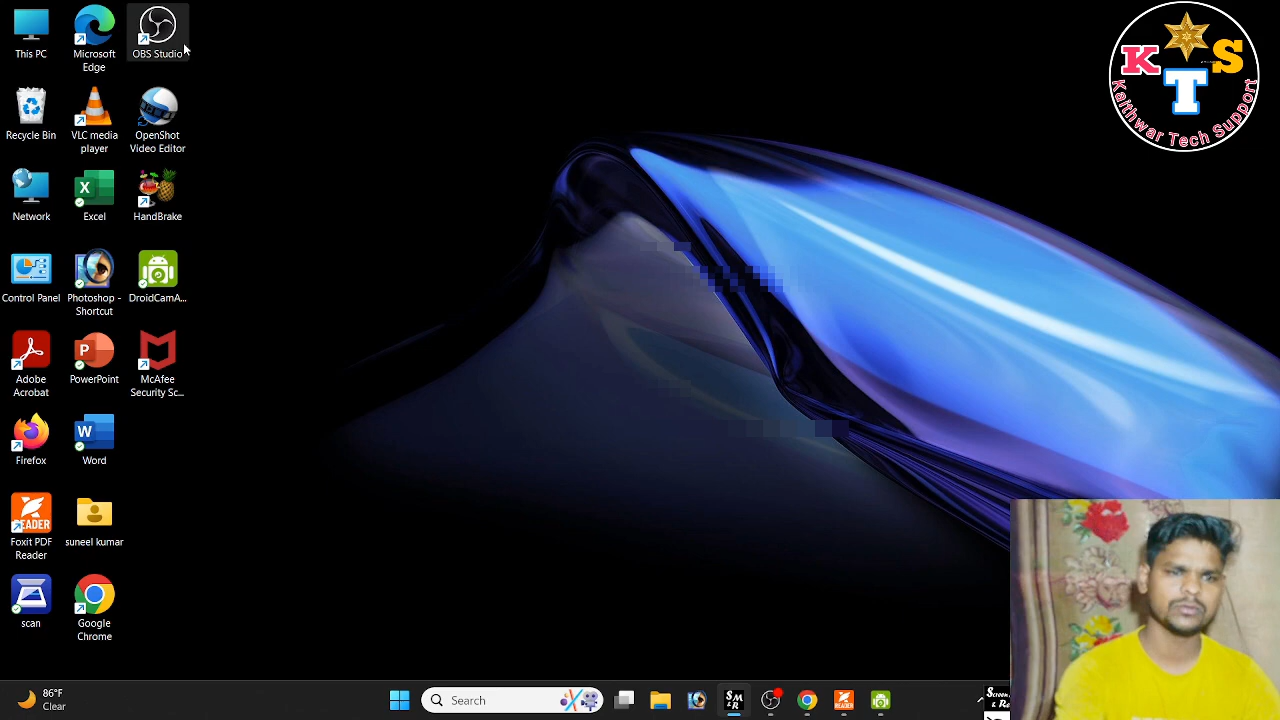 This PC
Microsoft
Edge
OBS Studio
Recycle Bin
VLC media
player
OpenShot
Video Editor
Network
Excel
HandBrake
Control Panel
Photoshop -
Shortcut
DroidCamA...
Adobe
Acrobat
PowerPoint
McAfee
Security Sc...
Firefox
Word
READER
Foxit PDF
Reader
suneel kumar
scan
Google
Chrome
K T S
Kaithwar Tech Support
86°F
Clear
Search